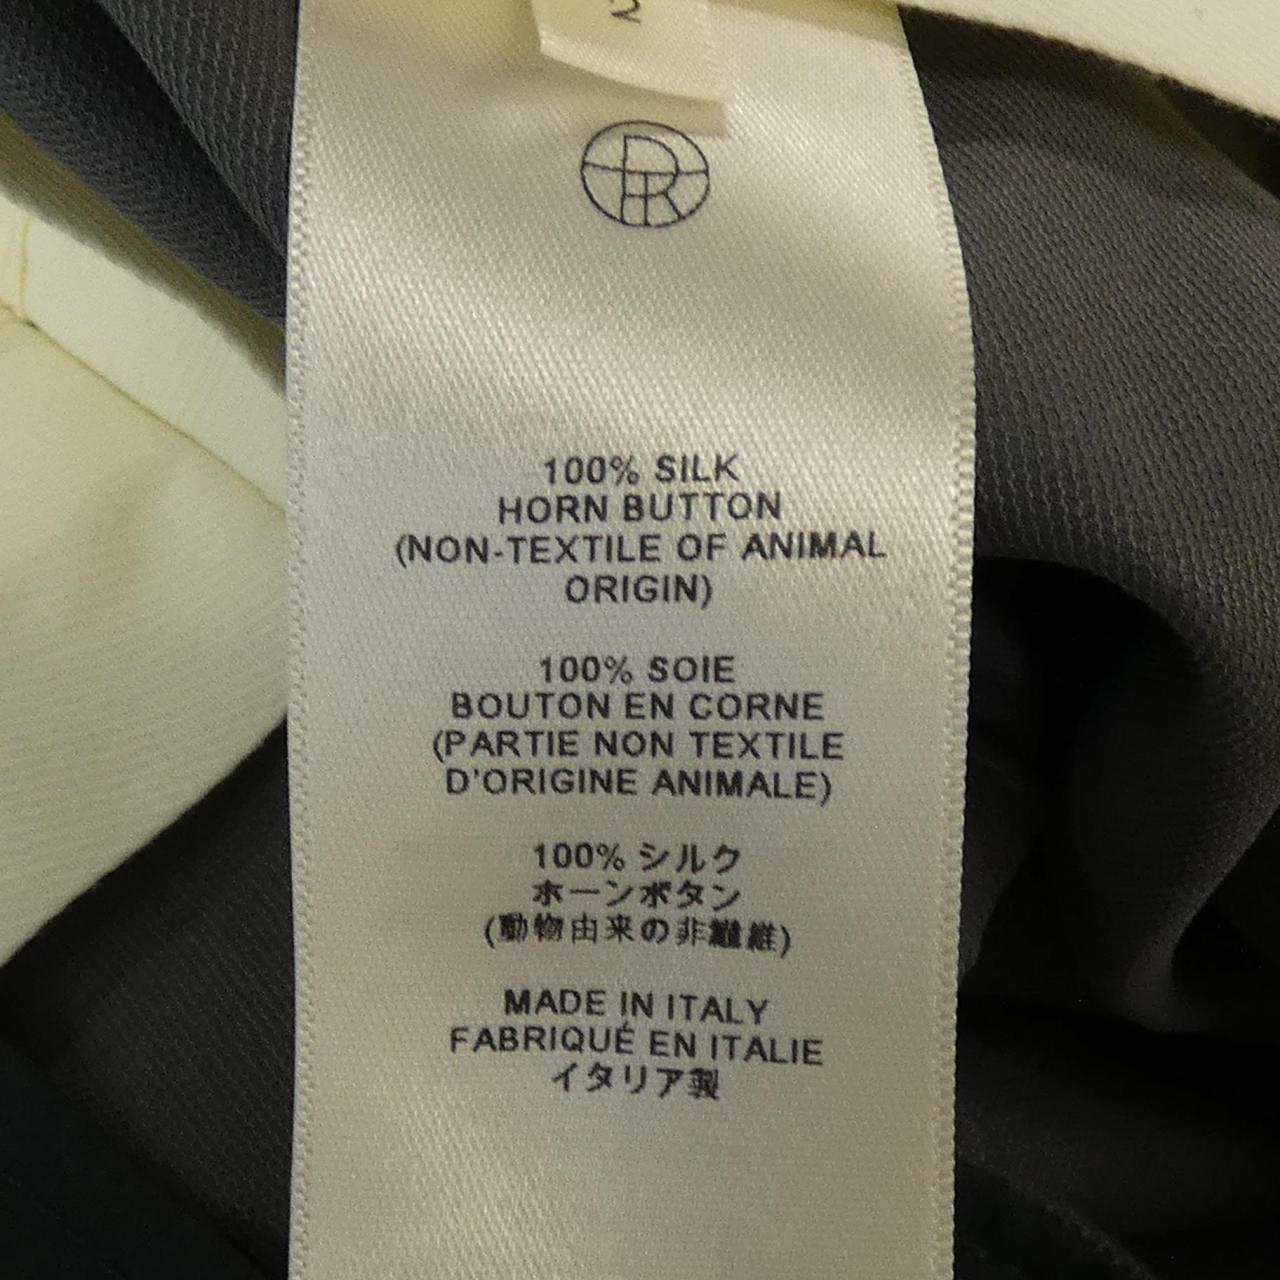 2
100% SILK
HORN BUTTON
(NON-TEXTILE OF ANIMAL
ORIGIN)
100% SOIE
BOUTON EN CORNE
(PARTIE NON TEXTILE
D'ORIGINE ANIMALE)
100% シルク
ホーンボタン
(動物由来の非繊維)
MADE IN ITALY
FABRIQUÉ EN ITALIE
イタリア製